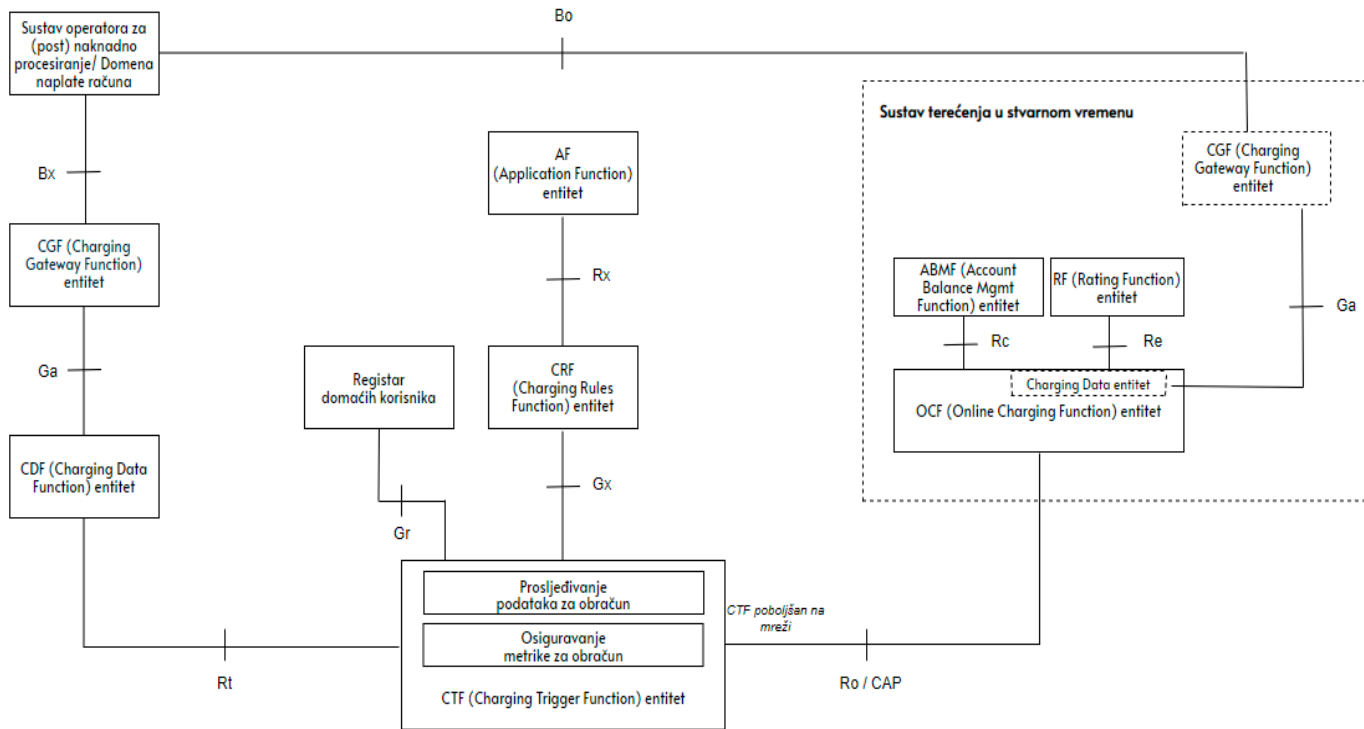 Bo
Sustav operatora za
(post) naknadno
procesiranje/ Domena
naplate računa
Sustav terećenja u stvarnom vremenu
AF
(Application Function)
entitet
CGF (Charging
Gateway Function)
entitet
Bx
CGF (Charging
Gateway Function)
entitet
Rx
ABMF (Account
Balance Mgmt
Function) entitet
RF (Rating Function)
entitet
Ga
Rc
Re
Ga
Registar
domaćih korisnika
CRF
(Charging Rules
Function) entitet
Charging Data entitet
OCF (Online Charging Function) entitet
CDF (Charging Data
Function) entitet
Gx
Gr
Prosljeđivanje
podataka za obračun
CTF poboljšan na
mreži
Osiguravanje
metrike za obračun
Rt
CTF (Charging Trigger Function) entitet
Ro / CAP